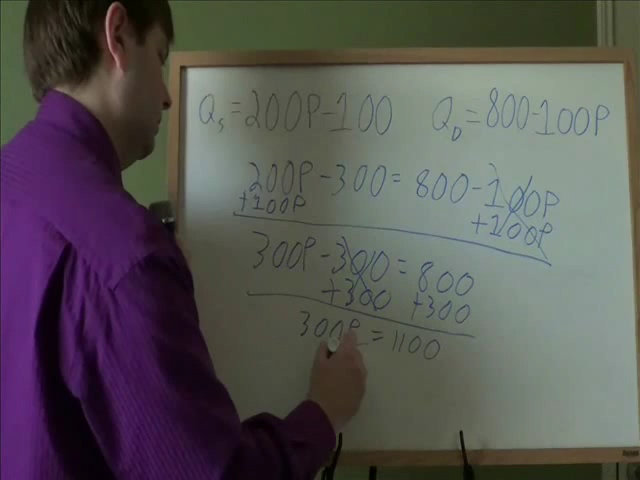 Qs = 200P - 100 QD = 800 - 100P
200P - 300 = 800 - 100P
+100P +100P
300P - 300 = 800
+300 +300
300P = 1100